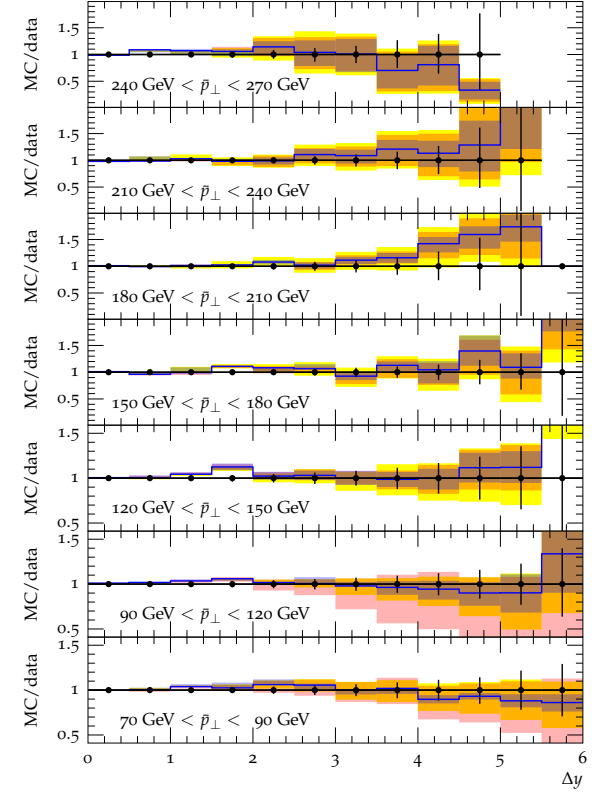 MC/data
1
0.5
240 GeV < p̄⊥ < 270 GeV
MC/data
1.5
1
0.5
210 GeV < p̄⊥ < 240 GeV
MC/data
1.5
1
0.5
180 GeV < p̄⊥ < 210 GeV
MC/data
1.5
1
0.5
150 GeV < p̄⊥ < 180 GeV
MC/data
1.5
1
0.5
120 GeV < p̄⊥ < 150 GeV
MC/data
1.5
1
0.5
90 GeV < p̄⊥ < 120 GeV
MC/data
1.5
1
0.5
70 GeV < p̄⊥ < 90 GeV
0 1 2 3 4 5 6
Δy